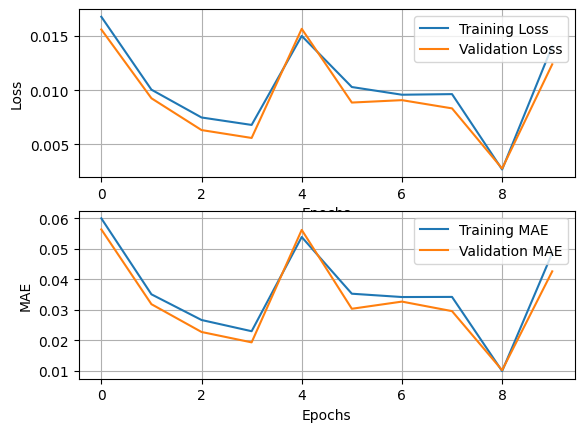 Training Loss
Validation Loss
0.015
0.010
0.005
Loss
0 2 4 6 8
Epochs
Training MAE
Validation MAE
0.06
0.05
0.04
0.03
0.02
0.01
MAE
0 2 4 6 8
Epochs